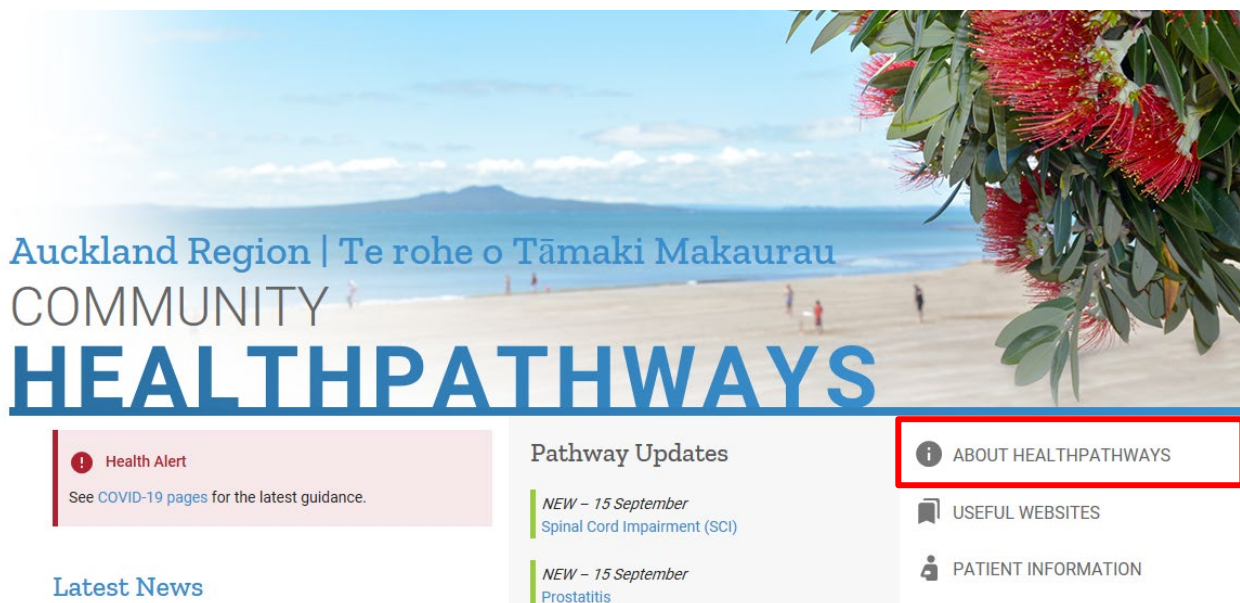 Auckland Region | Te rohe o Tāmaki Makaurau
COMMUNITY
HEALTHPATHWAYS
Health Alert
See COVID-19 pages for the latest guidance.
Latest News
Pathway Updates
NEW – 15 September
Spinal Cord Impairment (SCI)
NEW – 15 September
Prostatitis
ABOUT HEALTHPATHWAYS
USEFUL WEBSITES
PATIENT INFORMATION